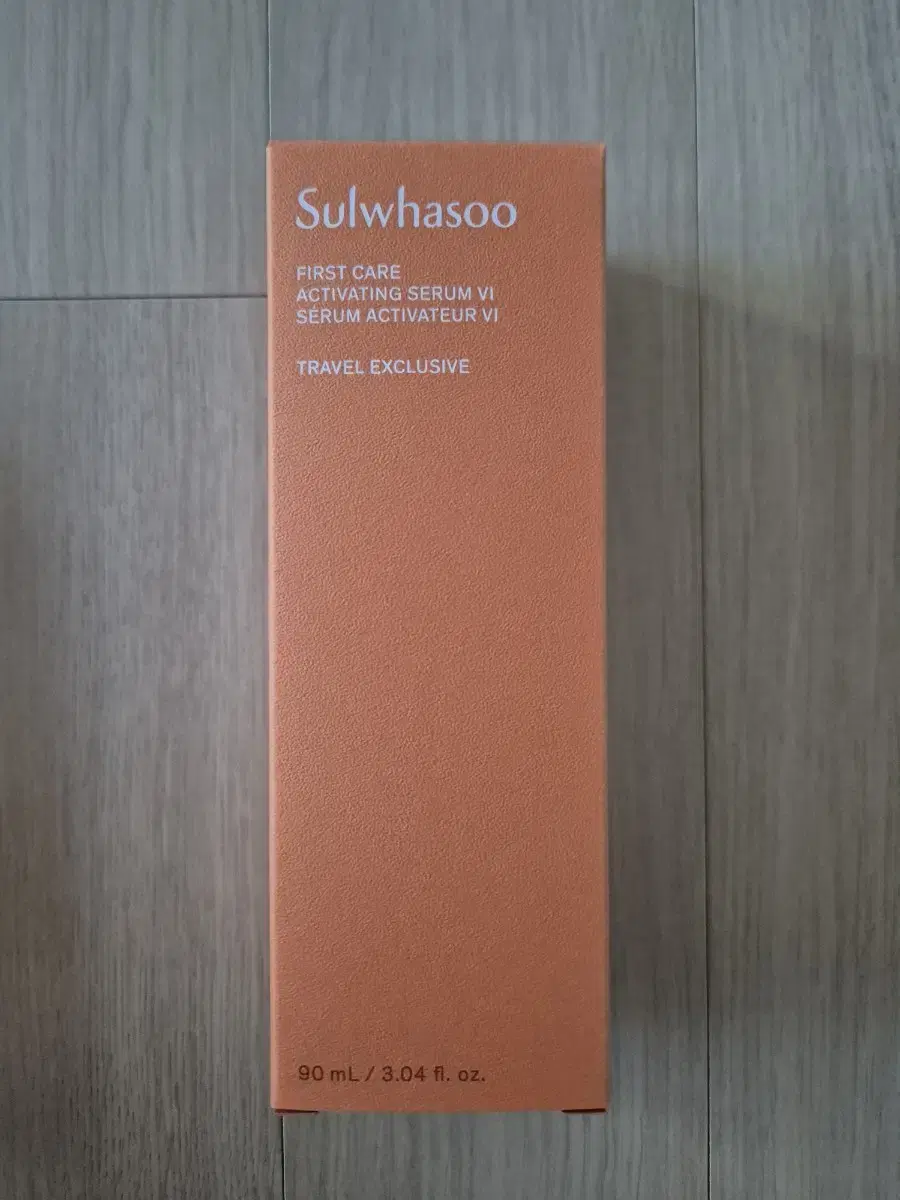 Sulwhasoo
FIRST CARE
ACTIVATING SERUM VI
SÉRUM ACTIVATEUR VI
TRAVEL EXCLUSIVE
90 mL / 3.04 fl. oz.